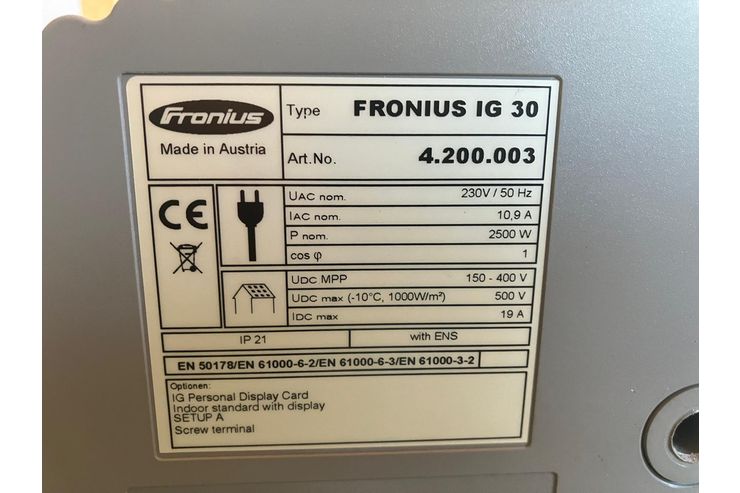 Fronius
Made in Austria
Type FRONIUS IG 30
Art.No. 4.200.003
CE
UAC nom. 230V / 50 Hz
IAC nom. 10,9 A
P nom. 2500 W
cos φ 1
UDC MPP 150 - 400 V
UDC max (-10°C, 1000W/m²) 500 V
IDC max 19 A
IP 21 with ENS
EN 50178/EN 61000-6-2/EN 61000-6-3/EN 61000-3-2
Optionen:
IG Personal Display Card
Indoor standard with display
SETUP A
Screw terminal